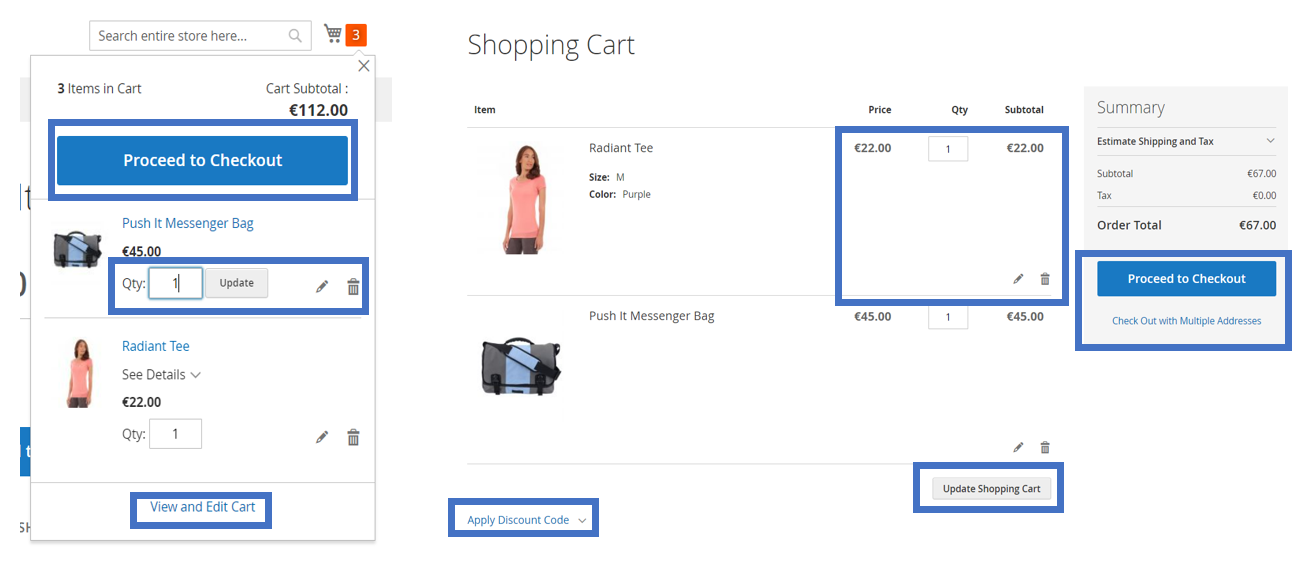 Search entire store here...
3
3 Items in Cart
Cart Subtotal :
€112.00
Proceed to Checkout
Push It Messenger Bag
€45.00
Qty: 1 Update
Radiant Tee
See Details
€22.00
Qty: 1
View and Edit Cart
Shopping Cart
Item Price Qty Subtotal
Radiant Tee €22.00 1 €22.00
Size: M
Color: Purple
Push It Messenger Bag €45.00 1 €45.00
Update Shopping Cart
Apply Discount Code
Summary
Estimate Shipping and Tax
Subtotal €67.00
Tax €0.00
Order Total €67.00
Proceed to Checkout
Check Out with Multiple Addresses